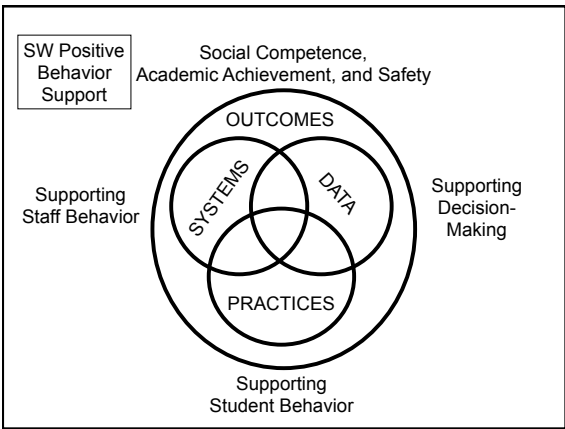 SW Positive
Behavior
Support
Social Competence,
Academic Achievement, and Safety
OUTCOMES
SYSTEMS
DATA
Supporting
Staff Behavior
Supporting
Decision-
Making
PRACTICES
Supporting
Student Behavior